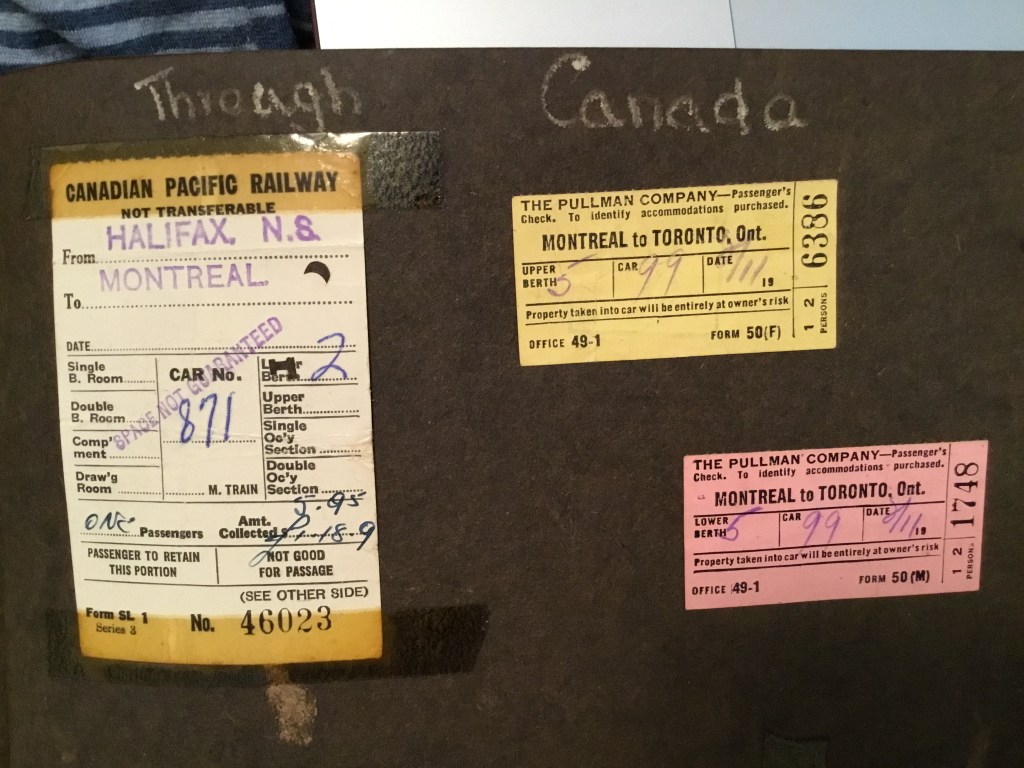 Through Canada
CANADIAN PACIFIC RAILWAY
NOT TRANSFERABLE
HALIFAX, N.S.
From
MONTREAL.
To
DATE
SPACE NOT GUARANTEED
Single
B. Room
Double
B. Room
Comp't
ment
Draw'g
Room
CAR No.
871
M. TRAIN
Berth 2
Upper
Berth
Single
Oc'y
Section
Double
Oc'y
Section
5.95
ONE Passengers
Amt.
Collected $
PASSENGER TO RETAIN
THIS PORTION
NOT GOOD
FOR PASSAGE
(SEE OTHER SIDE)
Form SL 1
Series 3
No. 46023
THE PULLMAN COMPANY—Passenger's
Check. To identify accommodations purchased.
MONTREAL to TORONTO, Ont.
UPPER
BERTH 5
CAR 99
DATE 19
Property taken into car will be entirely at owner's risk
OFFICE 49-1 FORM 50(F)
6386
1 2
PERSONS
THE PULLMAN COMPANY—Passenger's
Check. To identify accommodations purchased.
MONTREAL to TORONTO, Ont.
LOWER
BERTH 5
CAR 99
DATE 19
Property taken into car will be entirely at owner's risk
OFFICE 49-1 FORM 50 (M)
1748
1 2
PERSONS